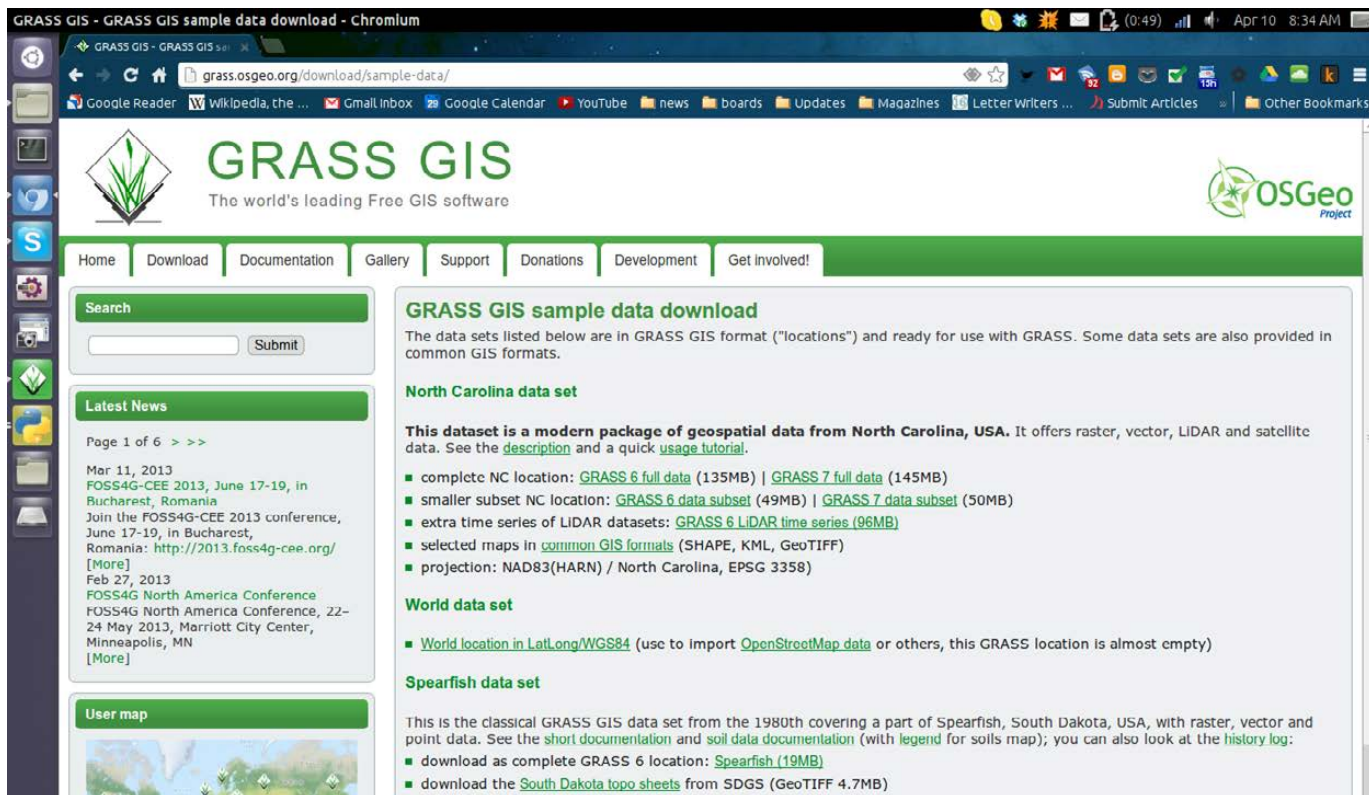 GRASS GIS - GRASS GIS sample data download - Chromium
(0:49)
Apr 10 8:34 AM
GRASS GIS - GRASS GIS
grass.osgeo.org/download/sample-data/
92
15h
Google Reader
Wikipedia, the ...
Gmail Inbox
Google Calendar
YouTube
news
boards
Updates
Magazines
Letter Writers ...
Submit Articles
»
Other Bookmarks
GRASS GIS
The world's leading Free GIS software
OSGeo
Project
Home
Download
Documentation
Gallery
Support
Donations
Development
Get involved!
Search
Submit
Latest News
Page 1 of 6 > >>
Mar 11, 2013
FOSS4G-CEE 2013, June 17-19, in
Bucharest, Romania
Join the FOSS4G-CEE 2013 conference,
June 17-19, in Bucharest,
Romania: http://2013.foss4g-cee.org/
[More]
Feb 27, 2013
FOSS4G North America Conference
FOSS4G North America Conference, 22–
24 May 2013, Marriott City Center,
Minneapolis, MN
[More]
User map
GRASS GIS sample data download
The data sets listed below are in GRASS GIS format ("locations") and ready for use with GRASS. Some data sets are also provided in
common GIS formats.
North Carolina data set
This dataset is a modern package of geospatial data from North Carolina, USA. It offers raster, vector, LiDAR and satellite
data. See the description and a quick usage tutorial.
complete NC location: GRASS 6 full data (135MB) | GRASS 7 full data (145MB)
smaller subset NC location: GRASS 6 data subset (49MB) | GRASS 7 data subset (50MB)
extra time series of LiDAR datasets: GRASS 6 LiDAR time series (96MB)
selected maps in common GIS formats (SHAPE, KML, GeoTIFF)
projection: NAD83(HARN) / North Carolina, EPSG 3358)
World data set
World location in LatLong/WGS84 (use to import OpenStreetMap data or others, this GRASS location is almost empty)
Spearfish data set
This is the classical GRASS GIS data set from the 1980th covering a part of Spearfish, South Dakota, USA, with raster, vector and
point data. See the short documentation and soil data documentation (with legend for soils map); you can also look at the history log:
download as complete GRASS 6 location: Spearfish (19MB)
download the South Dakota topo sheets from SDGS (GeoTIFF 4.7MB)